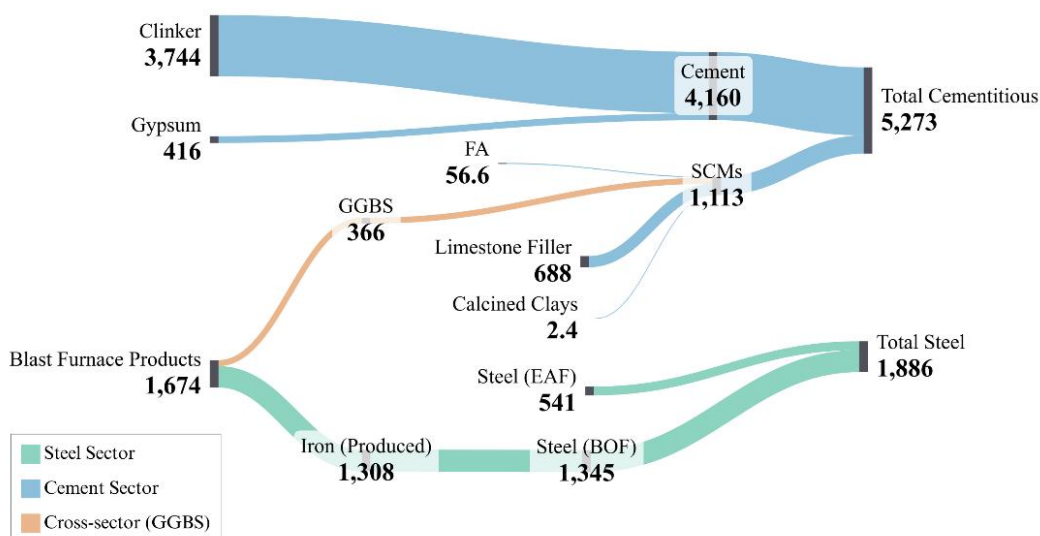 Clinker
3,744
Cement
4,160
Total Cementitious
5,273
Gypsum
416
FA
56.6
SCMs
1,113
GGBS
366
Limestone Filler
688
Calcined Clays
2.4
Blast Furnace Products
1,674
Total Steel
1,886
Steel (EAF)
541
Iron (Produced)
1,308
Steel (BOF)
1,345
Steel Sector
Cement Sector
Cross-sector (GGBS)